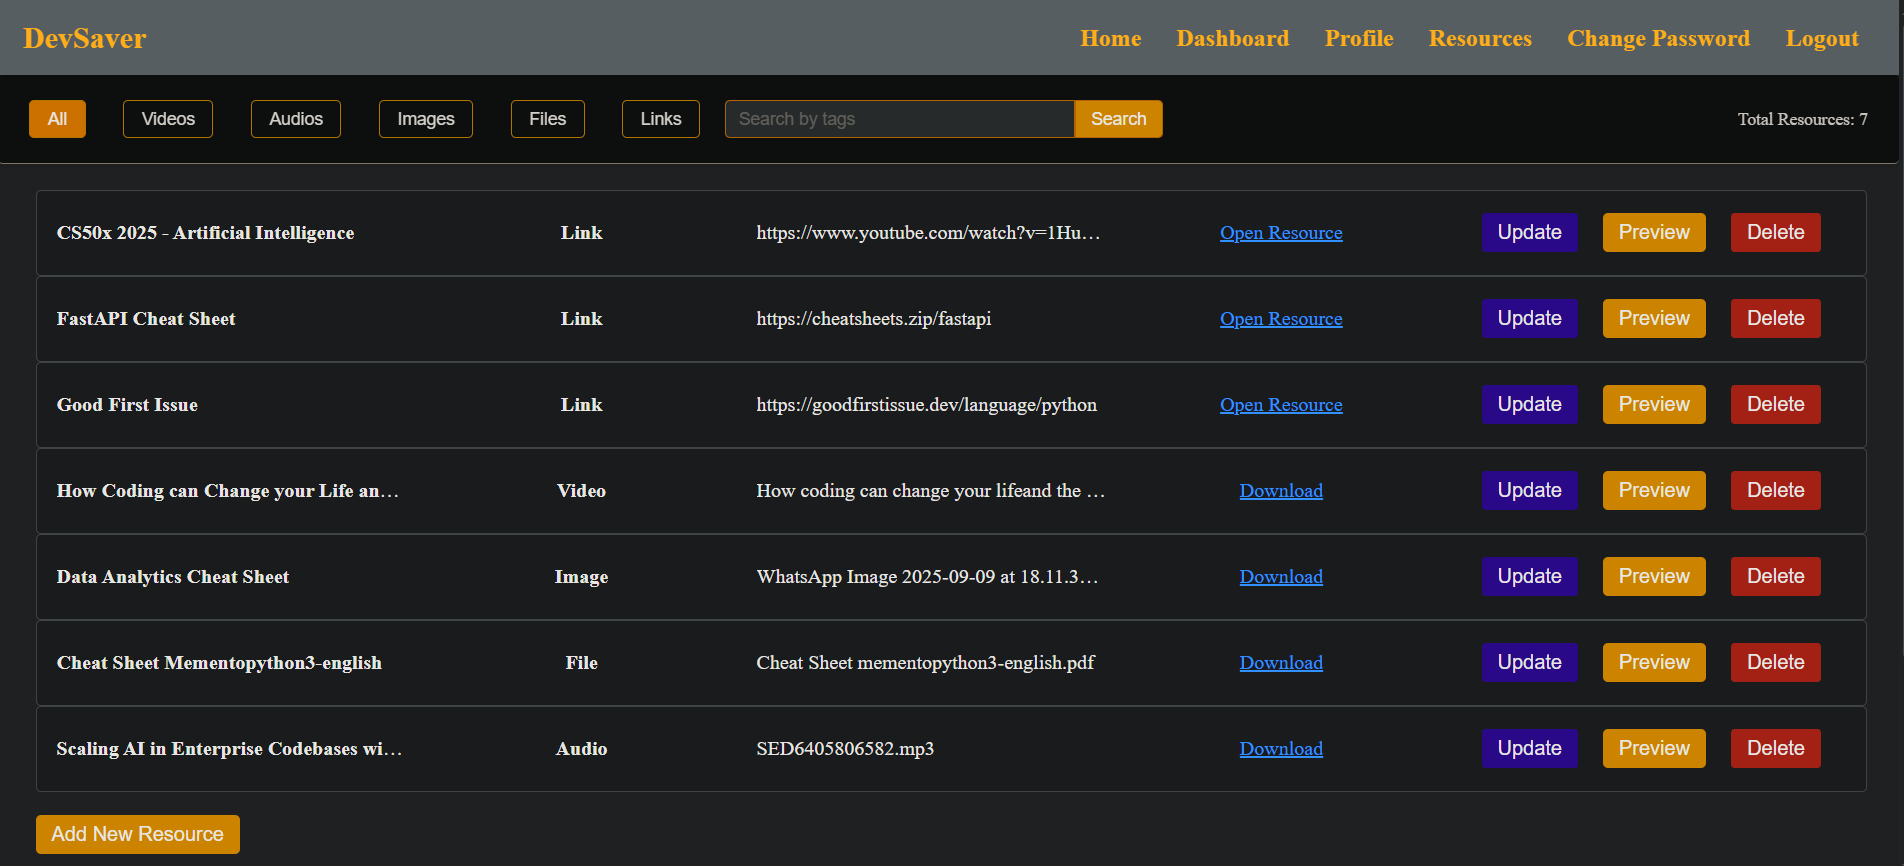 DevSaver Home Dashboard Profile Resources Change Password Logout
All Videos Audios Images Files Links Search by tags Search Total Resources: 7
CS50x 2025 - Artificial Intelligence Link https://www.youtube.com/watch?v=1Hu… Open Resource Update Preview Delete
FastAPI Cheat Sheet Link https://cheatsheets.zip/fastapi Open Resource Update Preview Delete
Good First Issue Link https://goodfirstissue.dev/language/python Open Resource Update Preview Delete
How Coding can Change your Life an… Video How coding can change your lifeand the … Download Update Preview Delete
Data Analytics Cheat Sheet Image WhatsApp Image 2025-09-09 at 18.11.3… Download Update Preview Delete
Cheat Sheet Mementopython3-english File Cheat Sheet mementopython3-english.pdf Download Update Preview Delete
Scaling AI in Enterprise Codebases wi… Audio SED6405806582.mp3 Download Update Preview Delete
Add New Resource